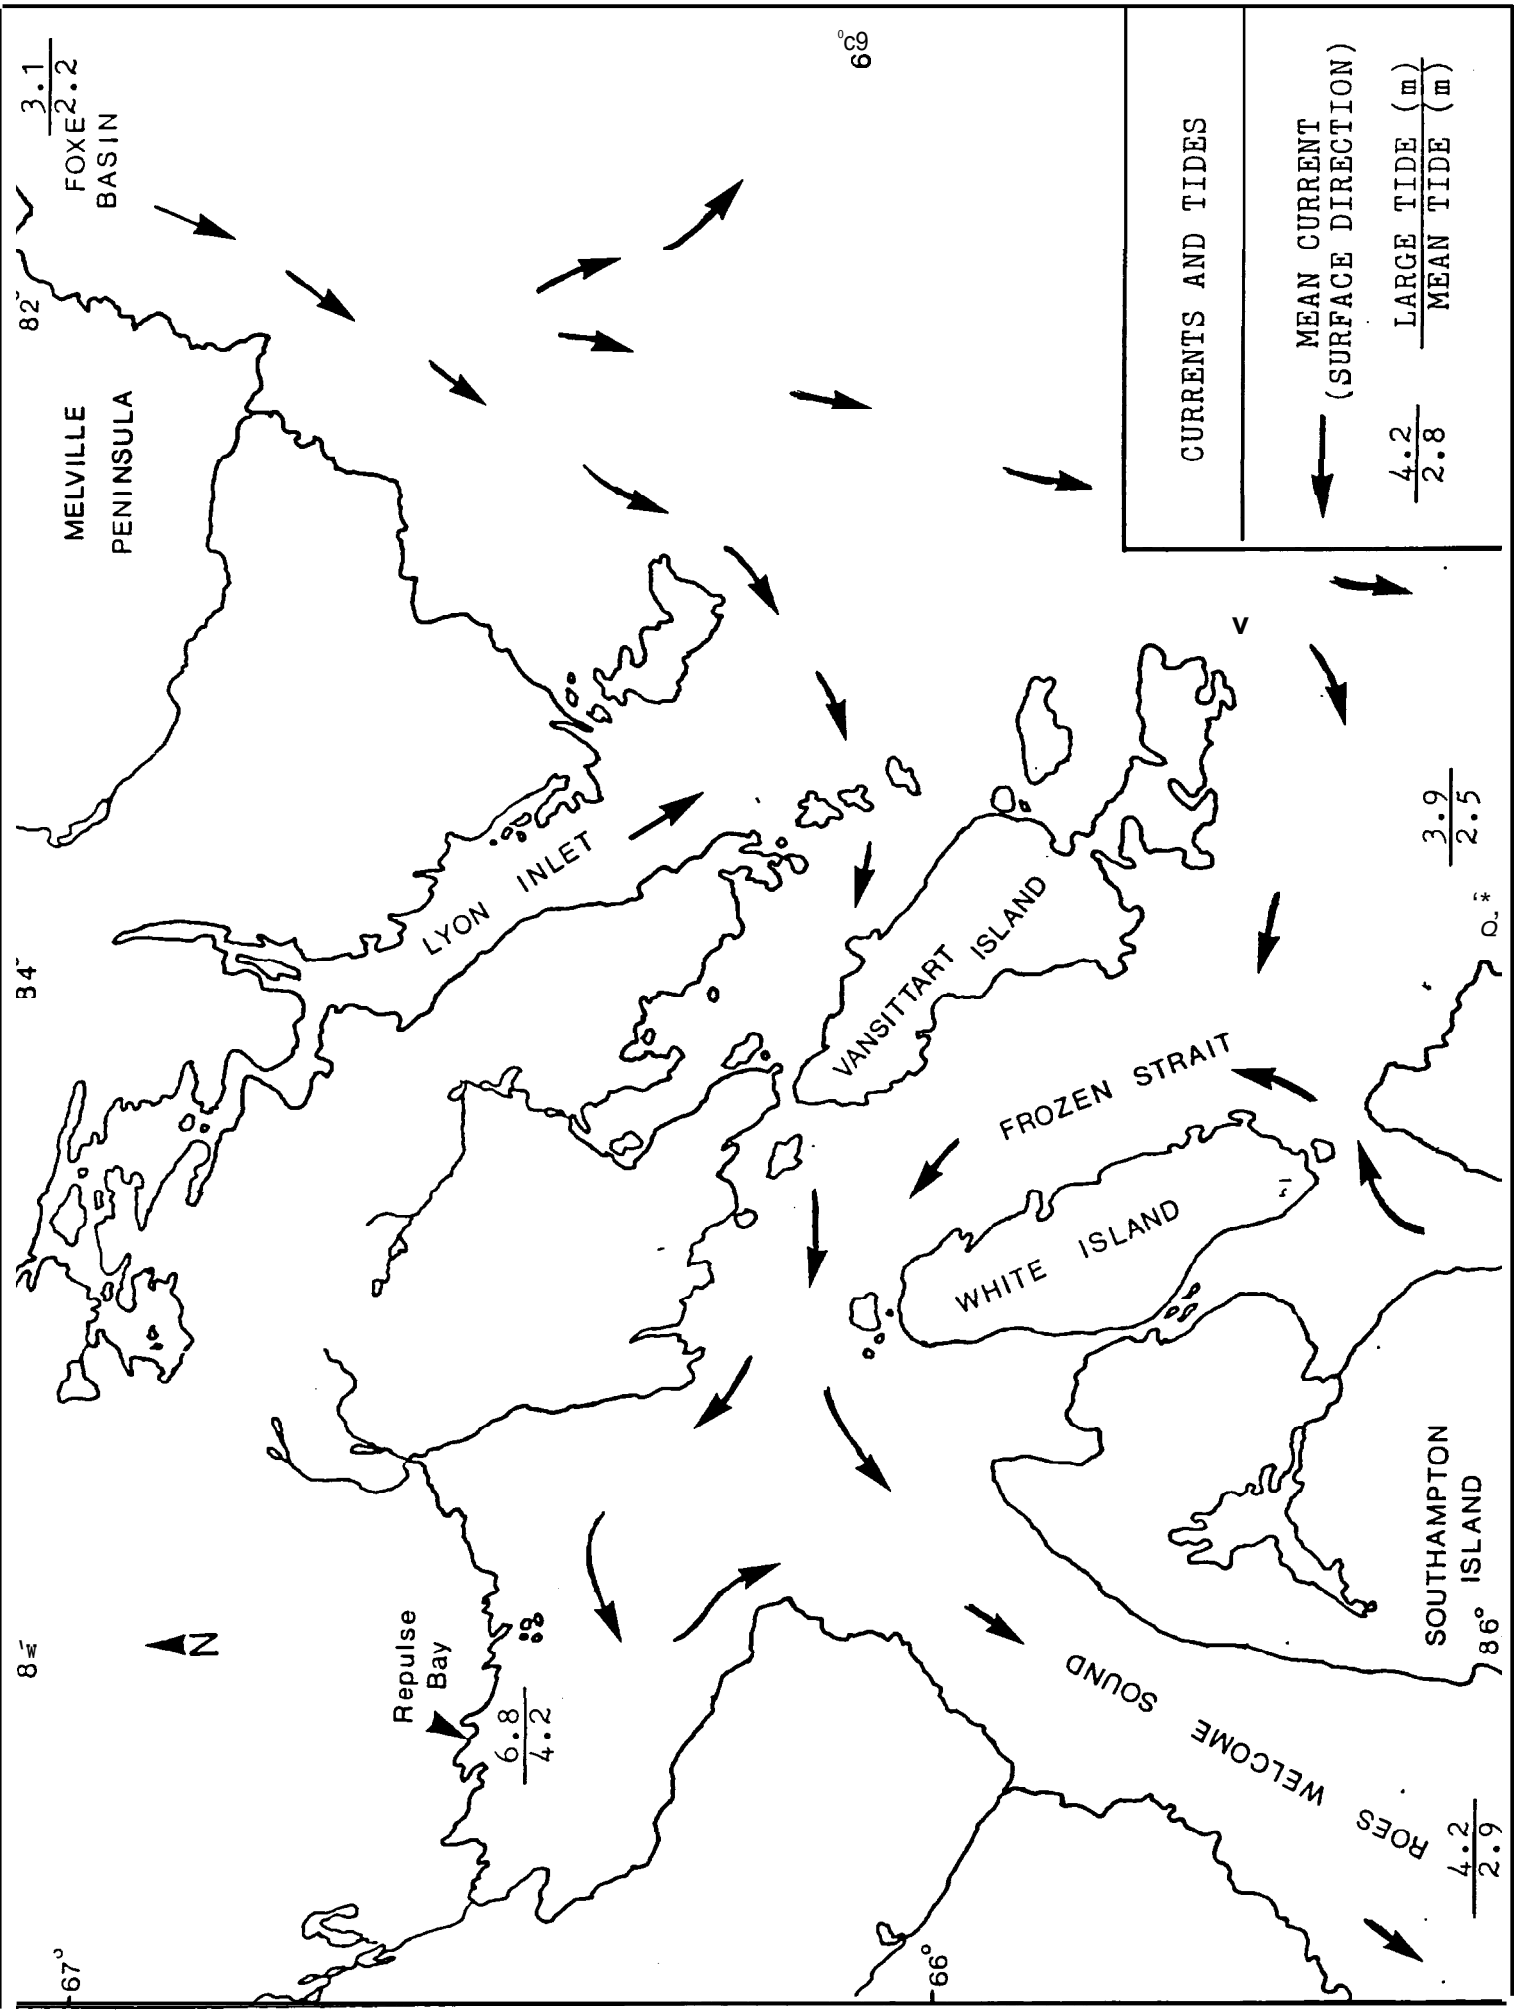 67°
8
84
82
3.1
2.2
FOXE
BASIN
MELVILLE
PENINSULA
LYON INLET
N
Repulse
Bay
6.8
4.2
VANSITTART ISLAND
FROZEN STRAIT
WHITE ISLAND
66°
ROES WELCOME SOUND
4.2
2.9
SOUTHAMPTON
ISLAND
86°
3.9
2.5
V
CURRENTS AND TIDES
MEAN CURRENT
(SURFACE DIRECTION)
4.2
2.8
LARGE TIDE (m)
MEAN TIDE (m)